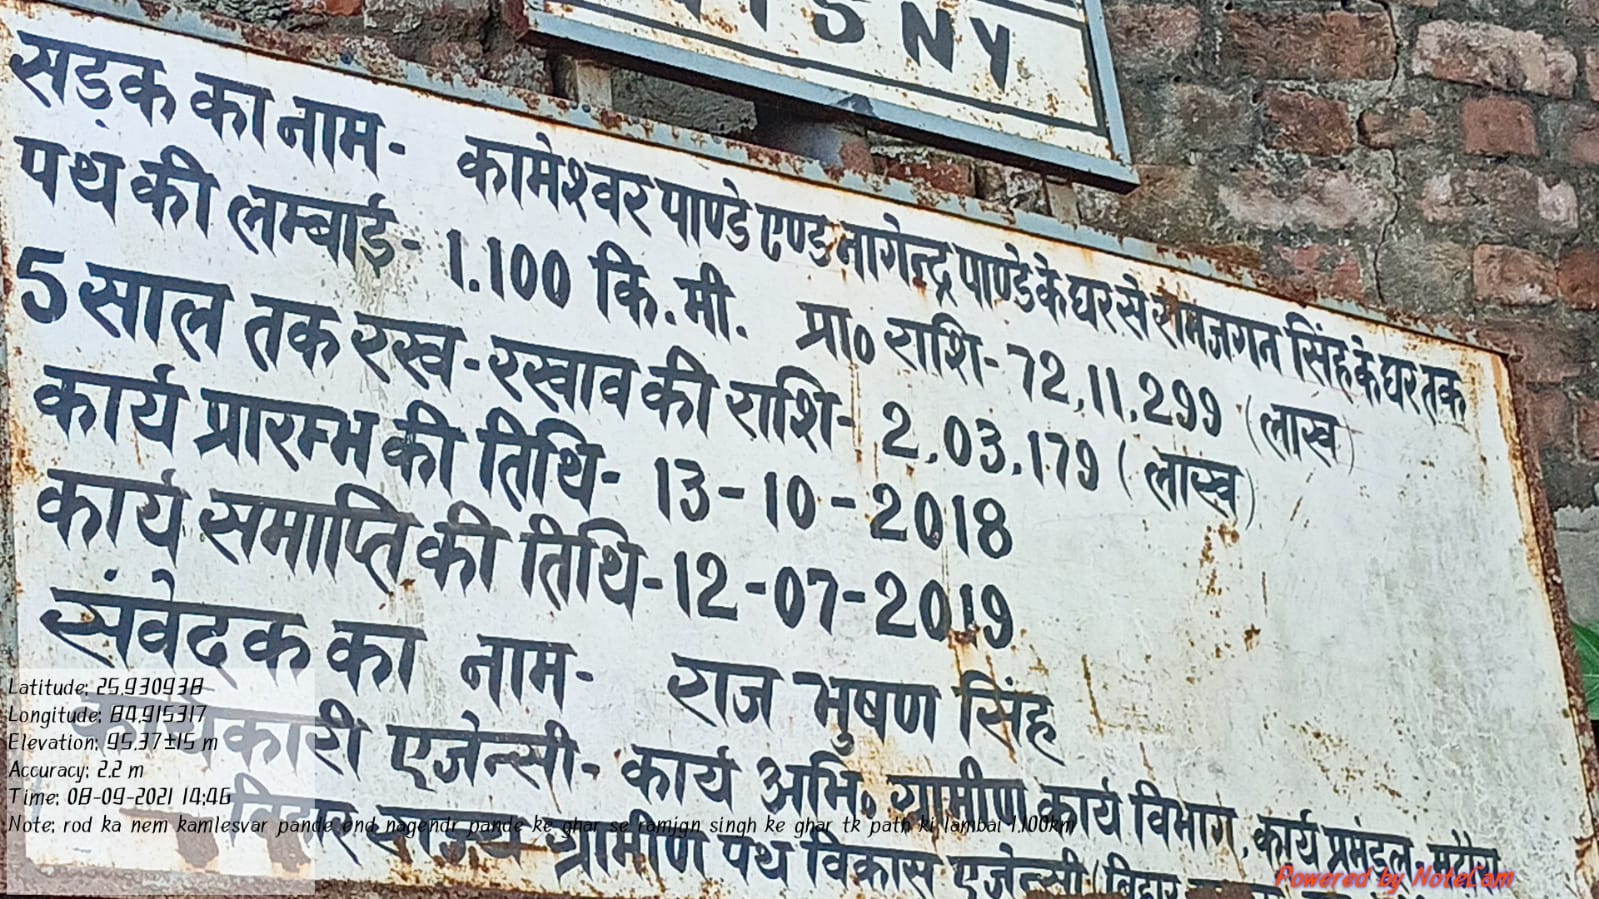 MMGSNY
सड़क का नाम- कामेश्वर पाण्डे एण्ड नागेन्द्र पाण्डे के घर से रामजगन सिंह के घर तक
पथ की लम्बाई- 1.100 कि.मी. प्रा० राशि- 72,11,299 (लाख)
5 साल तक रख-रखाव की राशि- 2,03,179 (लाख)
कार्य प्रारम्भ की तिथि- 13-10-2018
कार्य समाप्ति की तिथि-12-07-2019
संवेदक का नाम- राज भुषण सिंह
कारी एजेन्सी- कार्य अभि० ग्रामीण कार्य विभाग, कार्य प्रमंडल, मढौरा
बिहार ग्रामीण पथ विकास एजेन्सी (बिहार
Latitude: 25.930938
Longitude: 84.915317
Elevation: 95.37±15 m
Accuracy: 2.2 m
Time: 08-09-2021 14:46
Note: rod ka nem kamlesvar pande end nagendr pande ke ghar se ramjgn singh ke ghar tk path ki lambai 1.100km
Powered by NoteCam